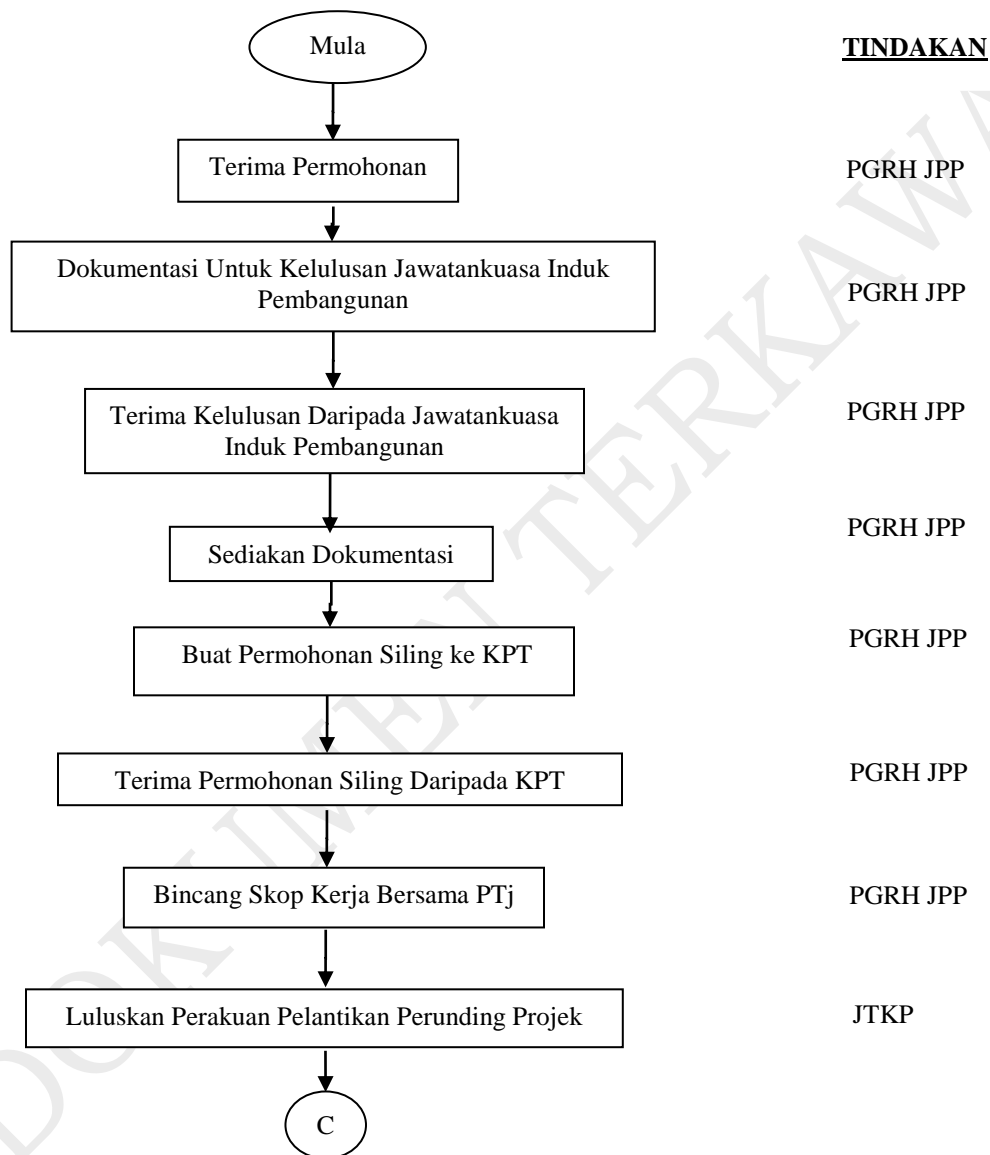 Mula
TINDAKAN
Terima Permohonan
PGRH JPP
Dokumentasi Untuk Kelulusan Jawatankuasa Induk
Pembangunan
PGRH JPP
Terima Kelulusan Daripada Jawatankuasa
Induk Pembangunan
PGRH JPP
Sediakan Dokumentasi
PGRH JPP
Buat Permohonan Siling ke KPT
PGRH JPP
Terima Permohonan Siling Daripada KPT
PGRH JPP
Bincang Skop Kerja Bersama PTj
PGRH JPP
Luluskan Perakuan Pelantikan Perunding Projek
JTKP
C
DOKUMEN TERKAWA